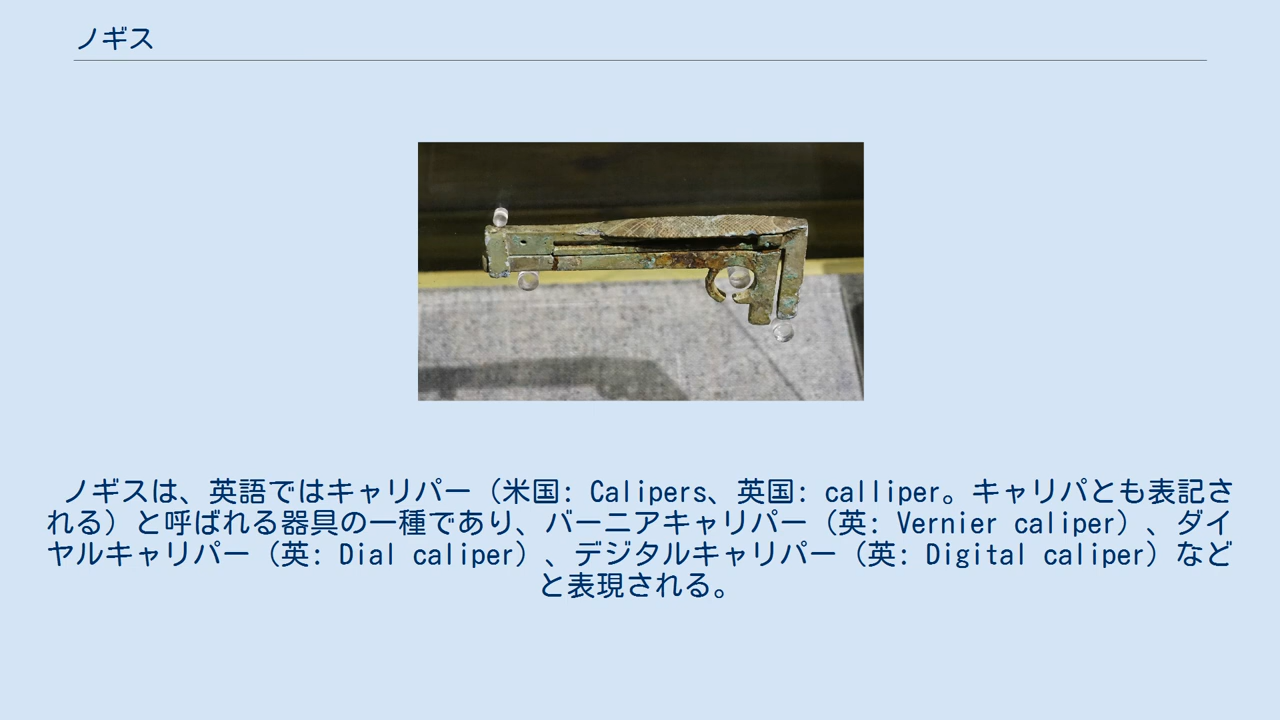 ノギス
ノギスは、英語ではキャリパー（米国: Calipers、英国: calliper。キャリパとも表記さ
れる）と呼ばれる器具の一種であり、バーニアキャリパー（英: Vernier caliper）、ダイ
ヤルキャリパー（英: Dial caliper）、デジタルキャリパー（英: Digital caliper）など
と表現される。